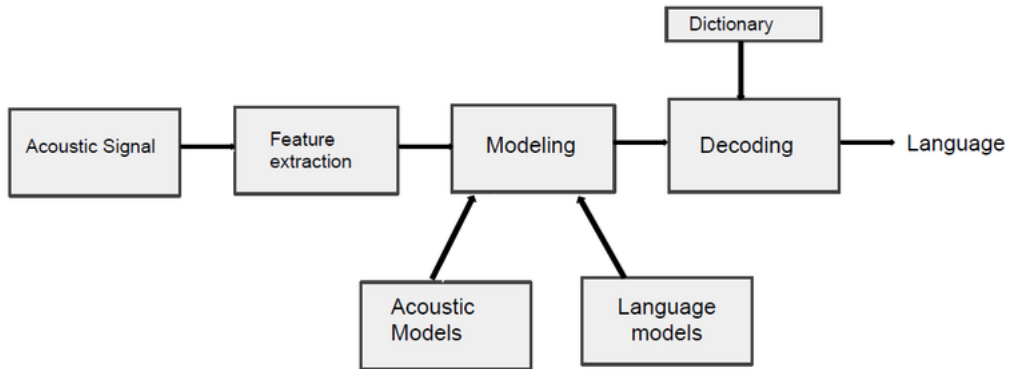 Dictionary
Acoustic Signal
Feature
extraction
Modeling
Decoding
Language
Acoustic
Models
Language
models